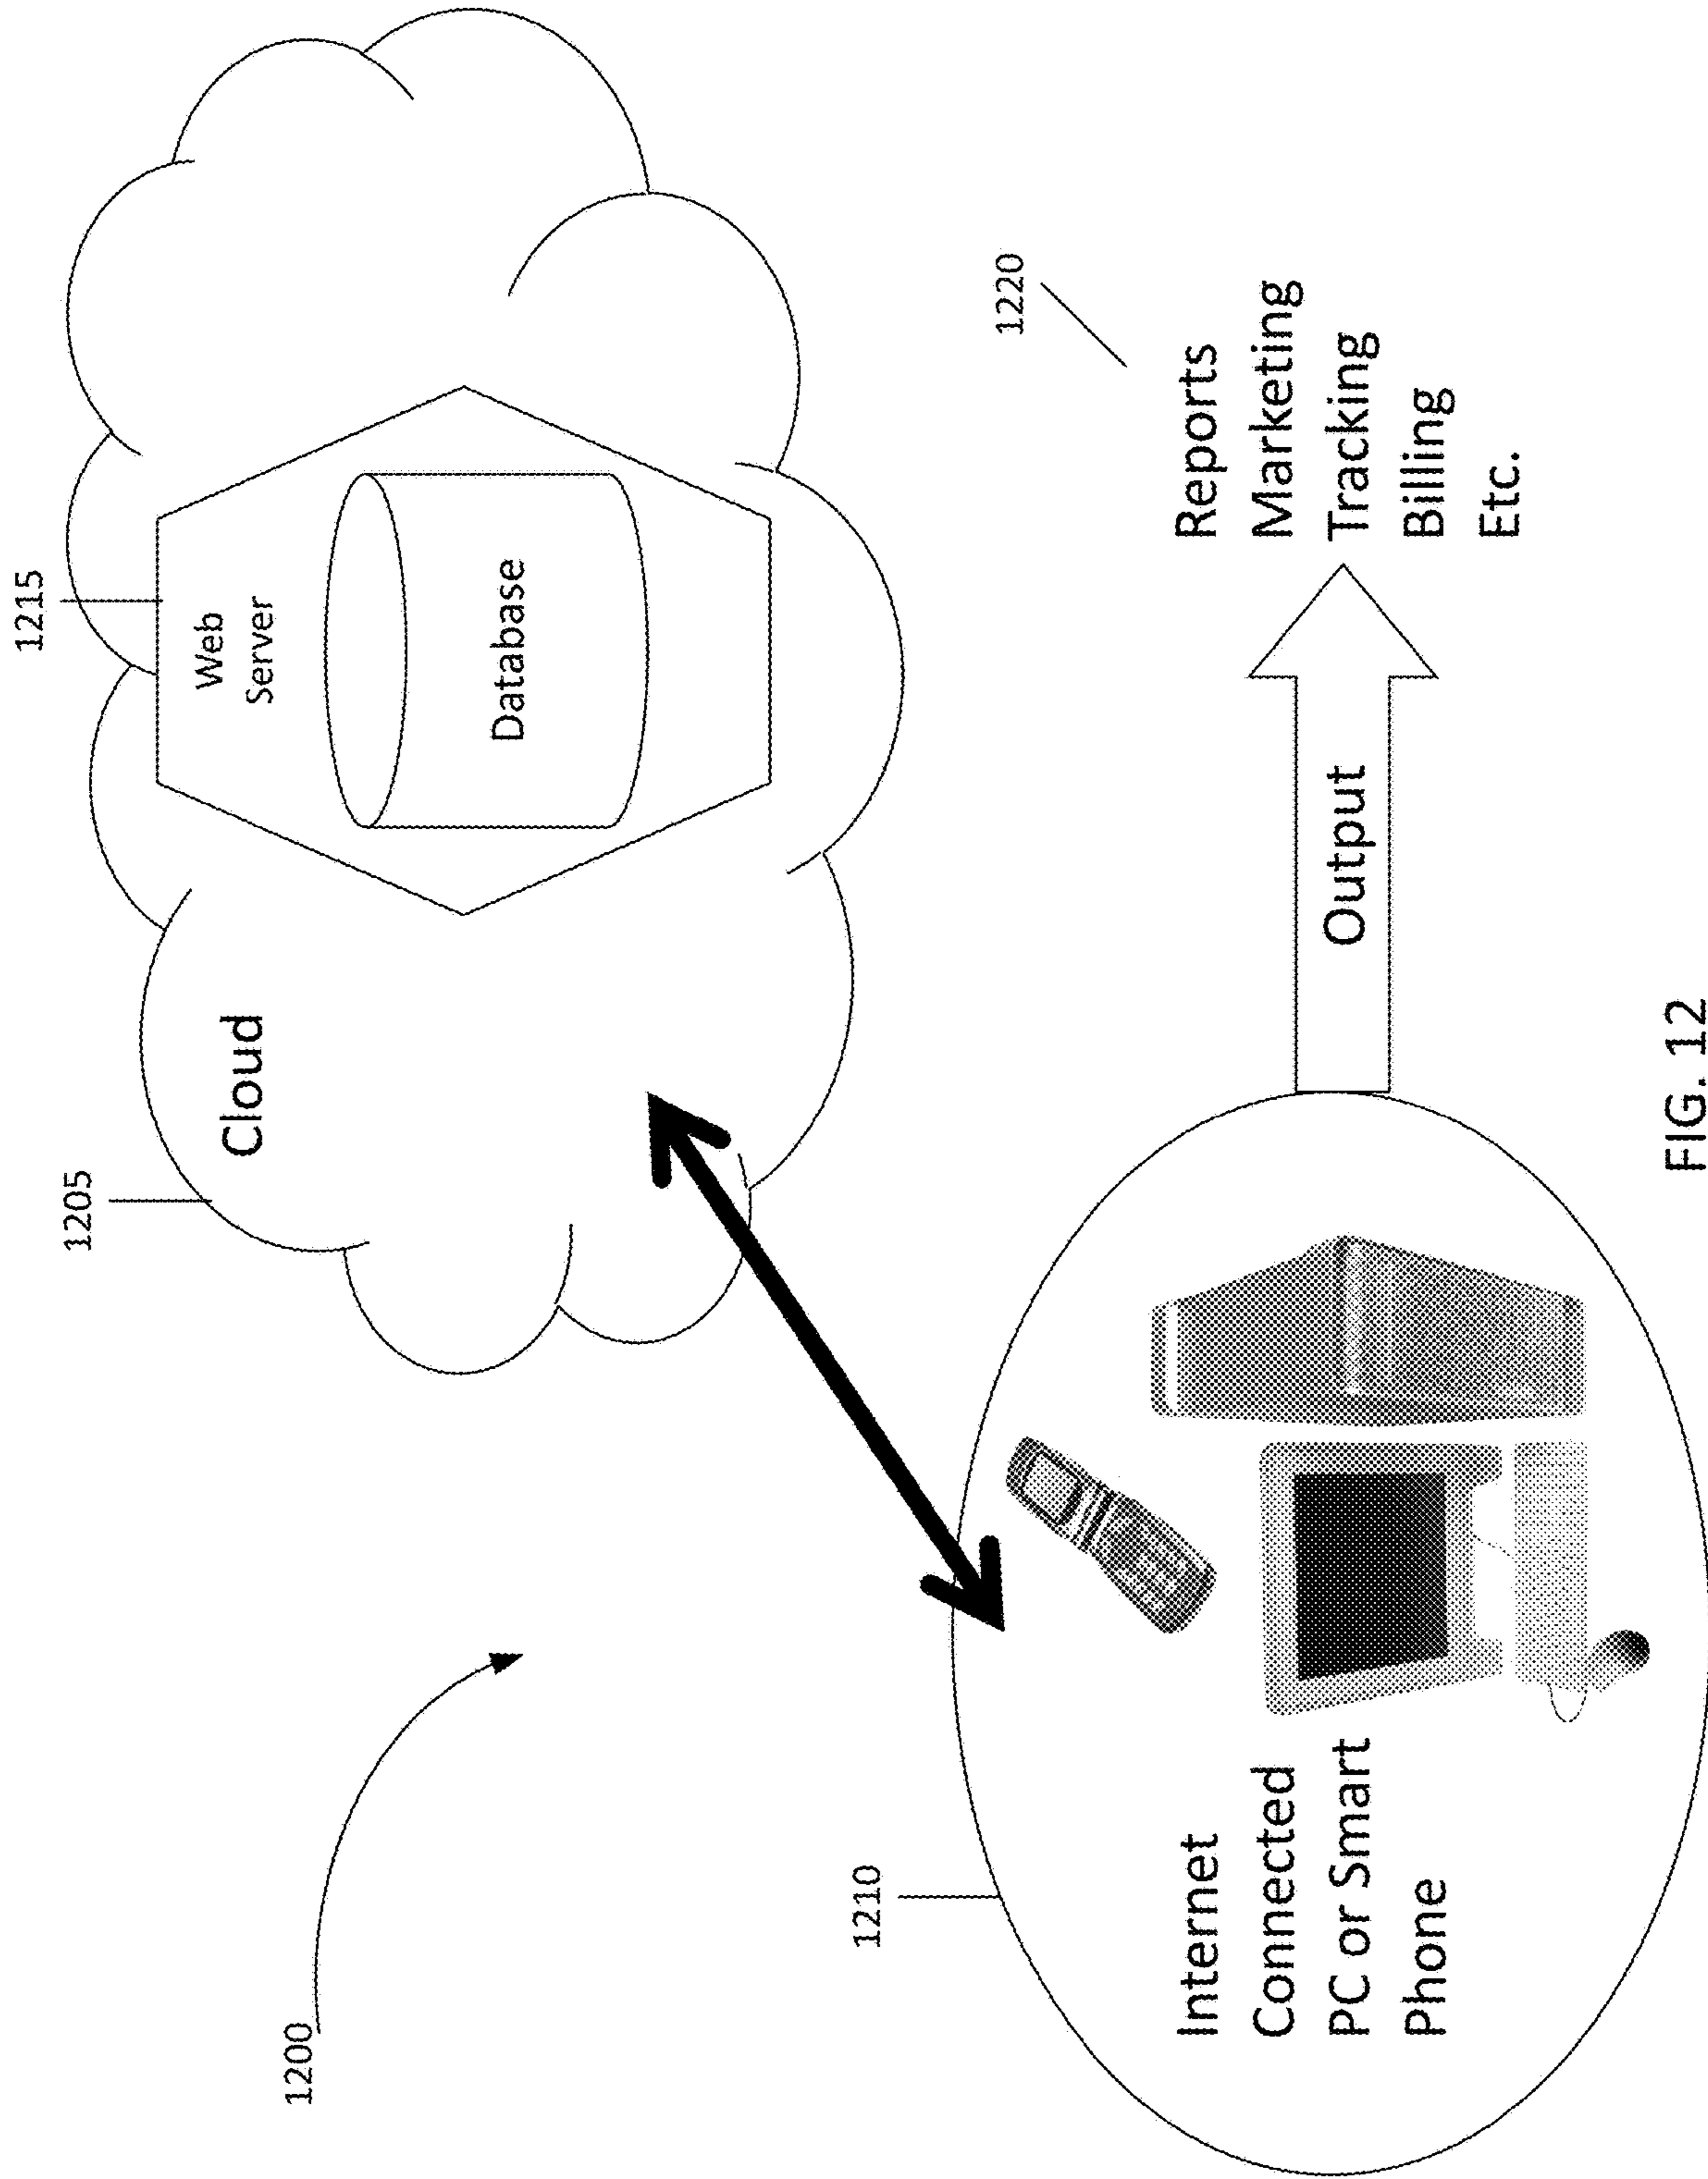 1200
1205
1215
Cloud
Web
Server
Database
1210
Internet
Connected
PC or Smart
Phone
Output
1220
Reports
Marketing
Tracking
Billing
Etc.
FIG. 12